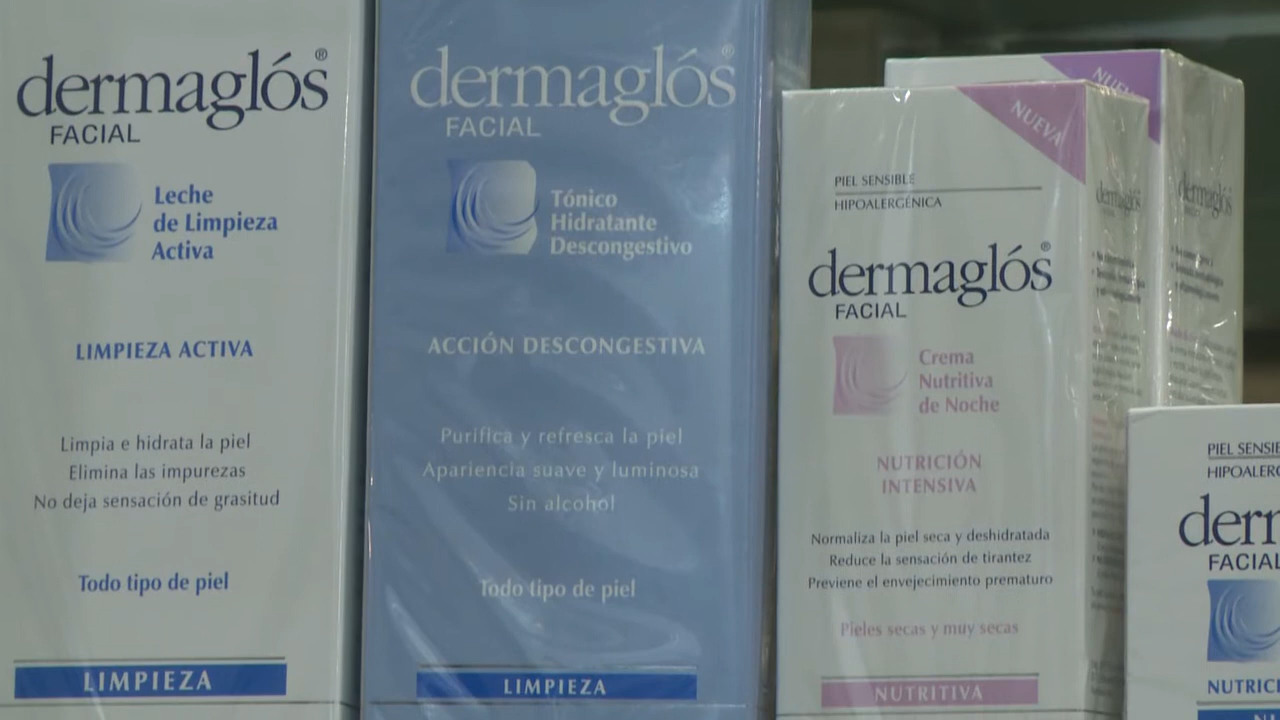 dermaglós®
FACIAL
Leche
de Limpieza
Activa
LIMPIEZA ACTIVA
Limpia e hidrata la piel
Elimina las impurezas
No deja sensación de grasitud
Todo tipo de piel
LIMPIEZA
dermaglós®
FACIAL
Tónico
Hidratante
Descongestivo
ACCIÓN DESCONGESTIVA
Purifica y refresca la piel
Apariencia suave y luminosa
Sin alcohol
Todo tipo de piel
LIMPIEZA
NUEVA
PIEL SENSIBLE
HIPOALERGÉNICA
dermaglós®
FACIAL
Crema
Nutritiva
de Noche
NUTRICIÓN
INTENSIVA
Normaliza la piel seca y deshidratada
Reduce la sensación de tirantez
Previene el envejecimiento prematuro
Pieles secas y muy secas
NUTRITIVA
dermaglós
dermaglós
PIEL
FACIAL